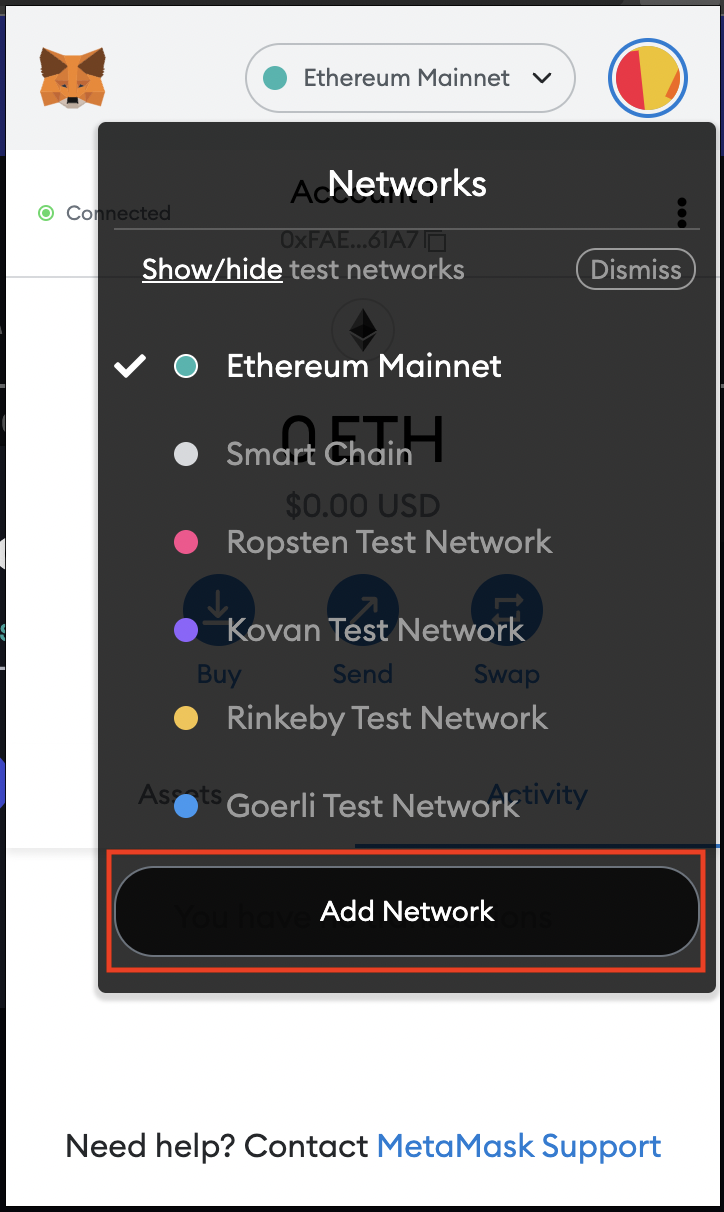 Ethereum Mainnet
Networks
Account 1
Connected
0xFAE...61A7
Show/hide test networks
Dismiss
Ethereum Mainnet
0 ETH
Smart Chain
$0.00 USD
Ropsten Test Network
Kovan Test Network
Buy
Send
Swap
Rinkeby Test Network
Assets
Activity
Goerli Test Network
Add Network
You have
Need help? Contact MetaMask Support